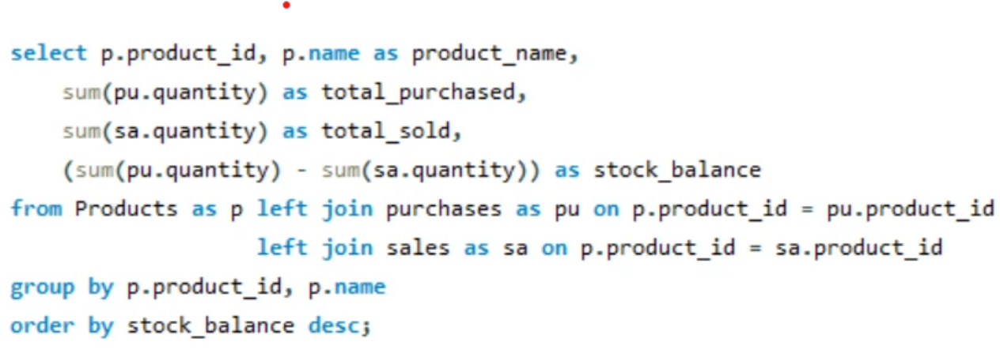 select p.product_id, p.name as product_name,
    sum(pu.quantity) as total_purchased,
    sum(sa.quantity) as total_sold,
    (sum(pu.quantity) - sum(sa.quantity)) as stock_balance
from Products as p left join purchases as pu on p.product_id = pu.product_id
                   left join sales as sa on p.product_id = sa.product_id
group by p.product_id, p.name
order by stock_balance desc;